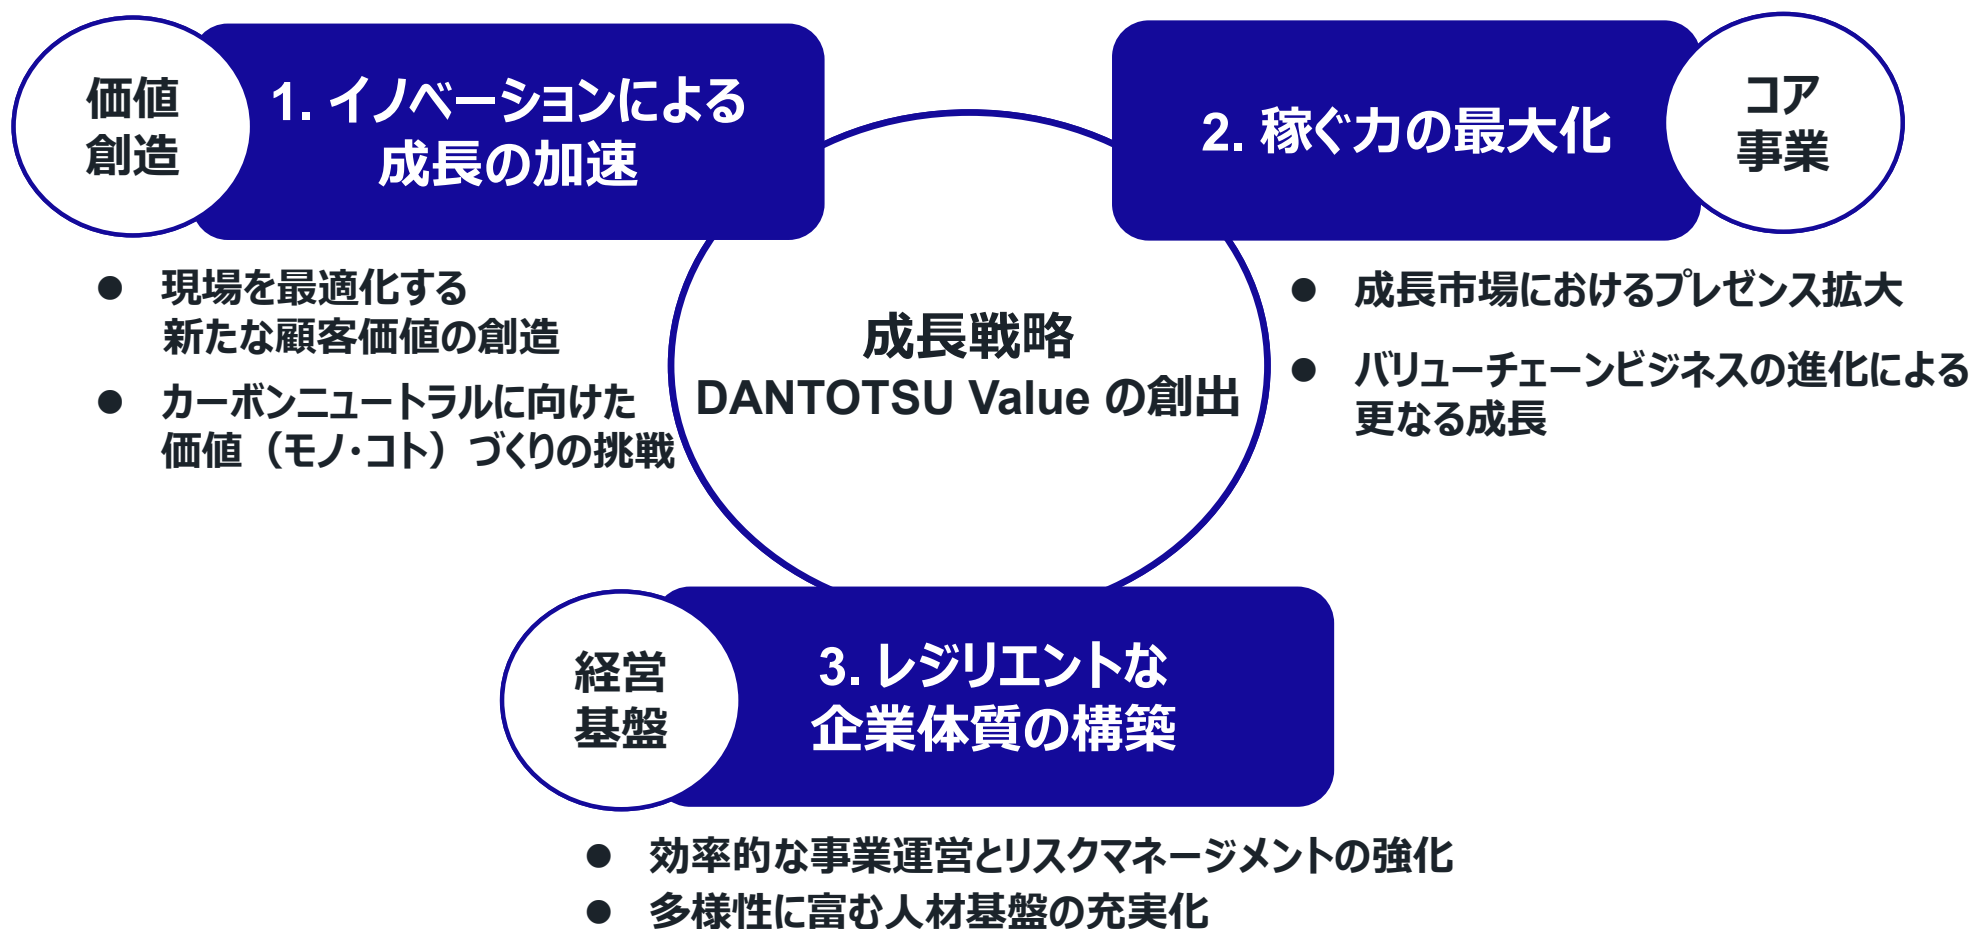 価値
創造
1. イノベーションによる
成長の加速
● 現場を最適化する
新たな顧客価値の創造
● カーボンニュートラルに向けた
価値（モノ・コト）づくりの挑戦
2. 稼ぐ力の最大化
コア
事業
● 成長市場におけるプレゼンス拡大
● バリューチェーンビジネスの進化による
更なる成長
成長戦略
DANTOTSU Value の創出
経営
基盤
3. レジリエントな
企業体質の構築
● 効率的な事業運営とリスクマネージメントの強化
● 多様性に富む人材基盤の充実化